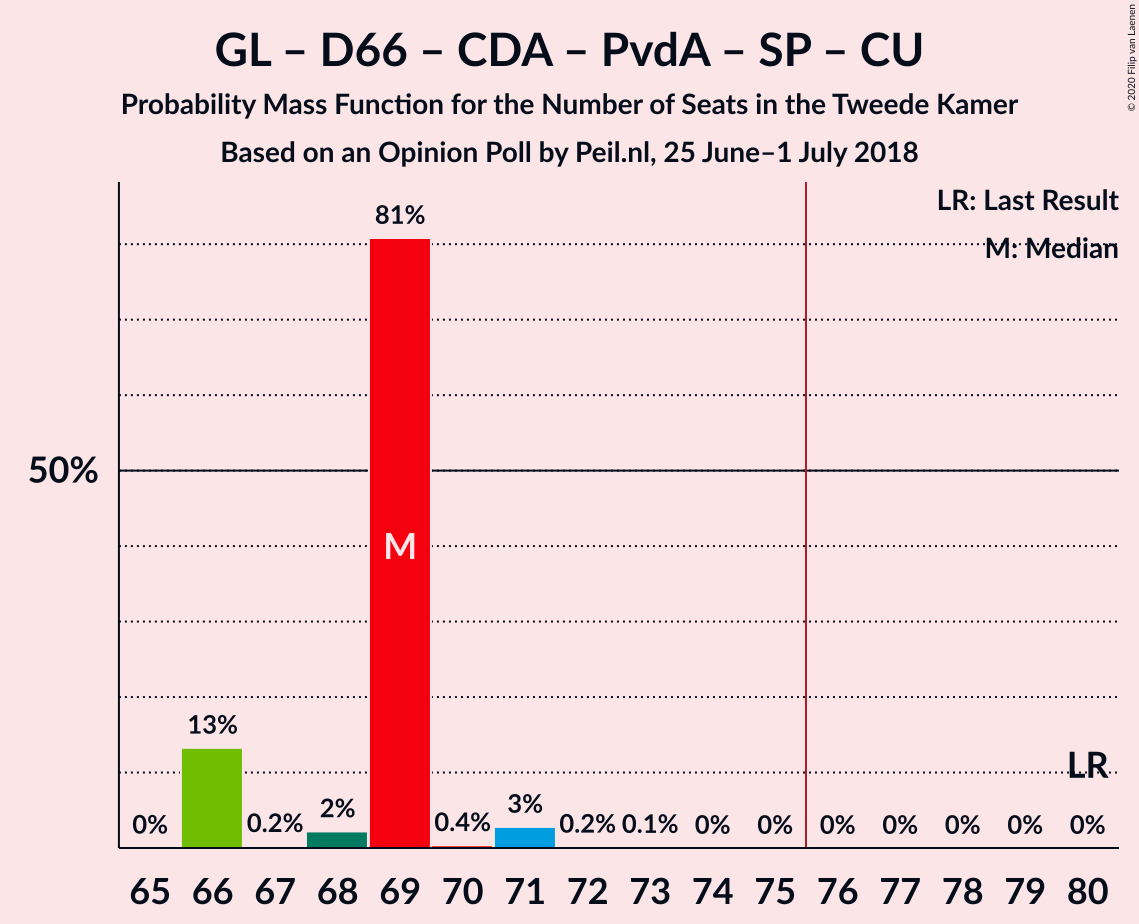 GL – D66 – CDA – PvdA – SP – CU
Probability Mass Function for the Number of Seats in the Tweede Kamer
Based on an Opinion Poll by Peil.nl, 25 June–1 July 2018
© 2020 Filip van Laenen
LR: Last Result
M: Median
81%
50%
M
13%
LR
0%
0.2%
2%
0.4%
3%
0.2%
0.1%
0%
0%
0%
0%
0%
0%
0%
65 66 67 68 69 70 71 72 73 74 75 76 77 78 79 80